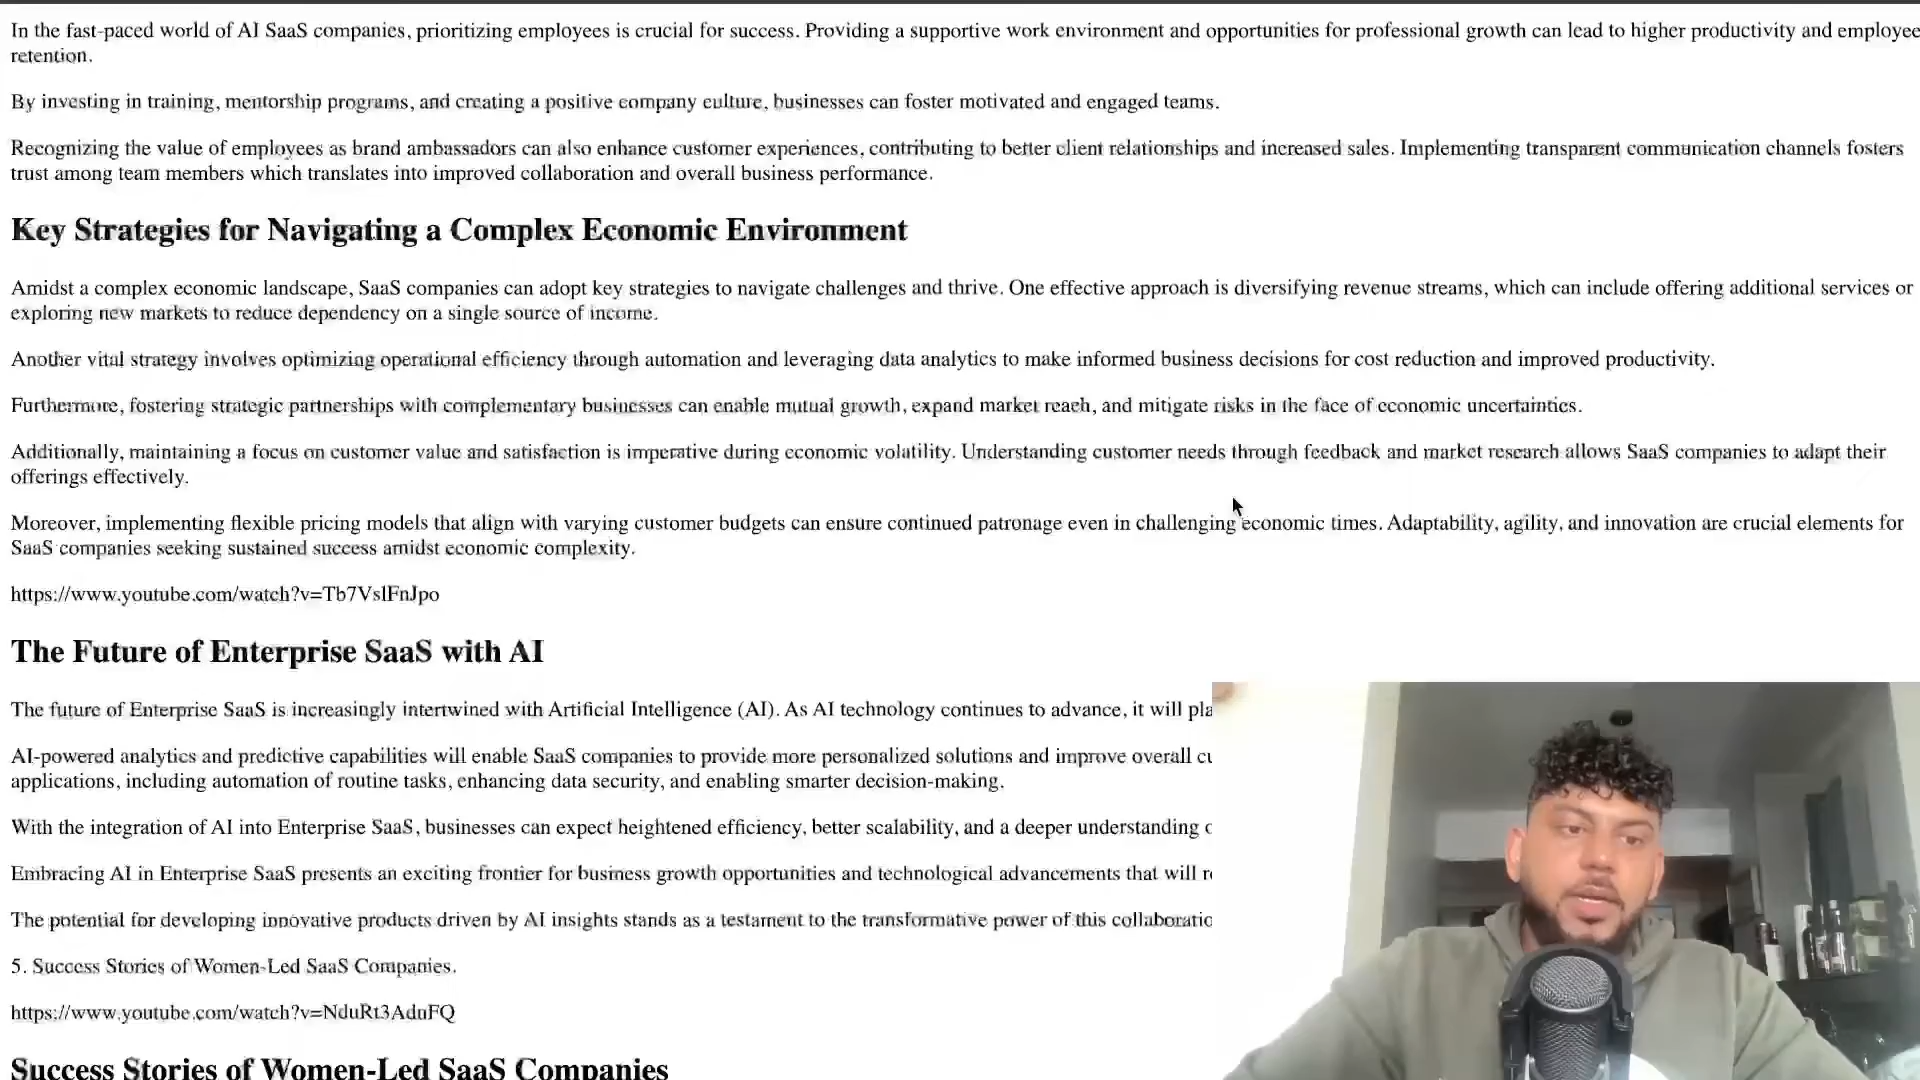 In the fast-paced world of AI SaaS companies, prioritizing employees is crucial for success. Providing a supportive work environment and opportunities for professional growth can lead to higher productivity and employee
retention.
By investing in training, mentorship programs, and creating a positive company culture, businesses can foster motivated and engaged teams.
Recognizing the value of employees as brand ambassadors can also enhance customer experiences, contributing to better client relationships and increased sales. Implementing transparent communication channels fosters
trust among team members which translates into improved collaboration and overall business performance.
Key Strategies for Navigating a Complex Economic Environment
Amidst a complex economic landscape, SaaS companies can adopt key strategies to navigate challenges and thrive. One effective approach is diversifying revenue streams, which can include offering additional services or
exploring new markets to reduce dependency on a single source of income.
Another vital strategy involves optimizing operational efficiency through automation and leveraging data analytics to make informed business decisions for cost reduction and improved productivity.
Furthermore, fostering strategic partnerships with complementary businesses can enable mutual growth, expand market reach, and mitigate risks in the face of economic uncertainties.
Additionally, maintaining a focus on customer value and satisfaction is imperative during economic volatility. Understanding customer needs through feedback and market research allows SaaS companies to adapt their
offerings effectively.
Moreover, implementing flexible pricing models that align with varying customer budgets can ensure continued patronage even in challenging economic times. Adaptability, agility, and innovation are crucial elements for
SaaS companies seeking sustained success amidst economic complexity.
https://www.youtube.com/watch?v=Tb7VslFnJpo
The Future of Enterprise SaaS with AI
The future of Enterprise SaaS is increasingly intertwined with Artificial Intelligence (AI). As AI technology continues to advance, it will pla
AI-powered analytics and predictive capabilities will enable SaaS companies to provide more personalized solutions and improve overall cu
applications, including automation of routine tasks, enhancing data security, and enabling smarter decision-making.
With the integration of AI into Enterprise SaaS, businesses can expect heightened efficiency, better scalability, and a deeper understanding
Embracing AI in Enterprise SaaS presents an exciting frontier for business growth opportunities and technological advancements that will r
The potential for developing innovative products driven by AI insights stands as a testament to the transformative power of this collaboratio
5. Success Stories of Women-Led SaaS Companies.
https://www.youtube.com/watch?v=NduRt3AdnFQ
Success Stories of Women-Led SaaS Companies